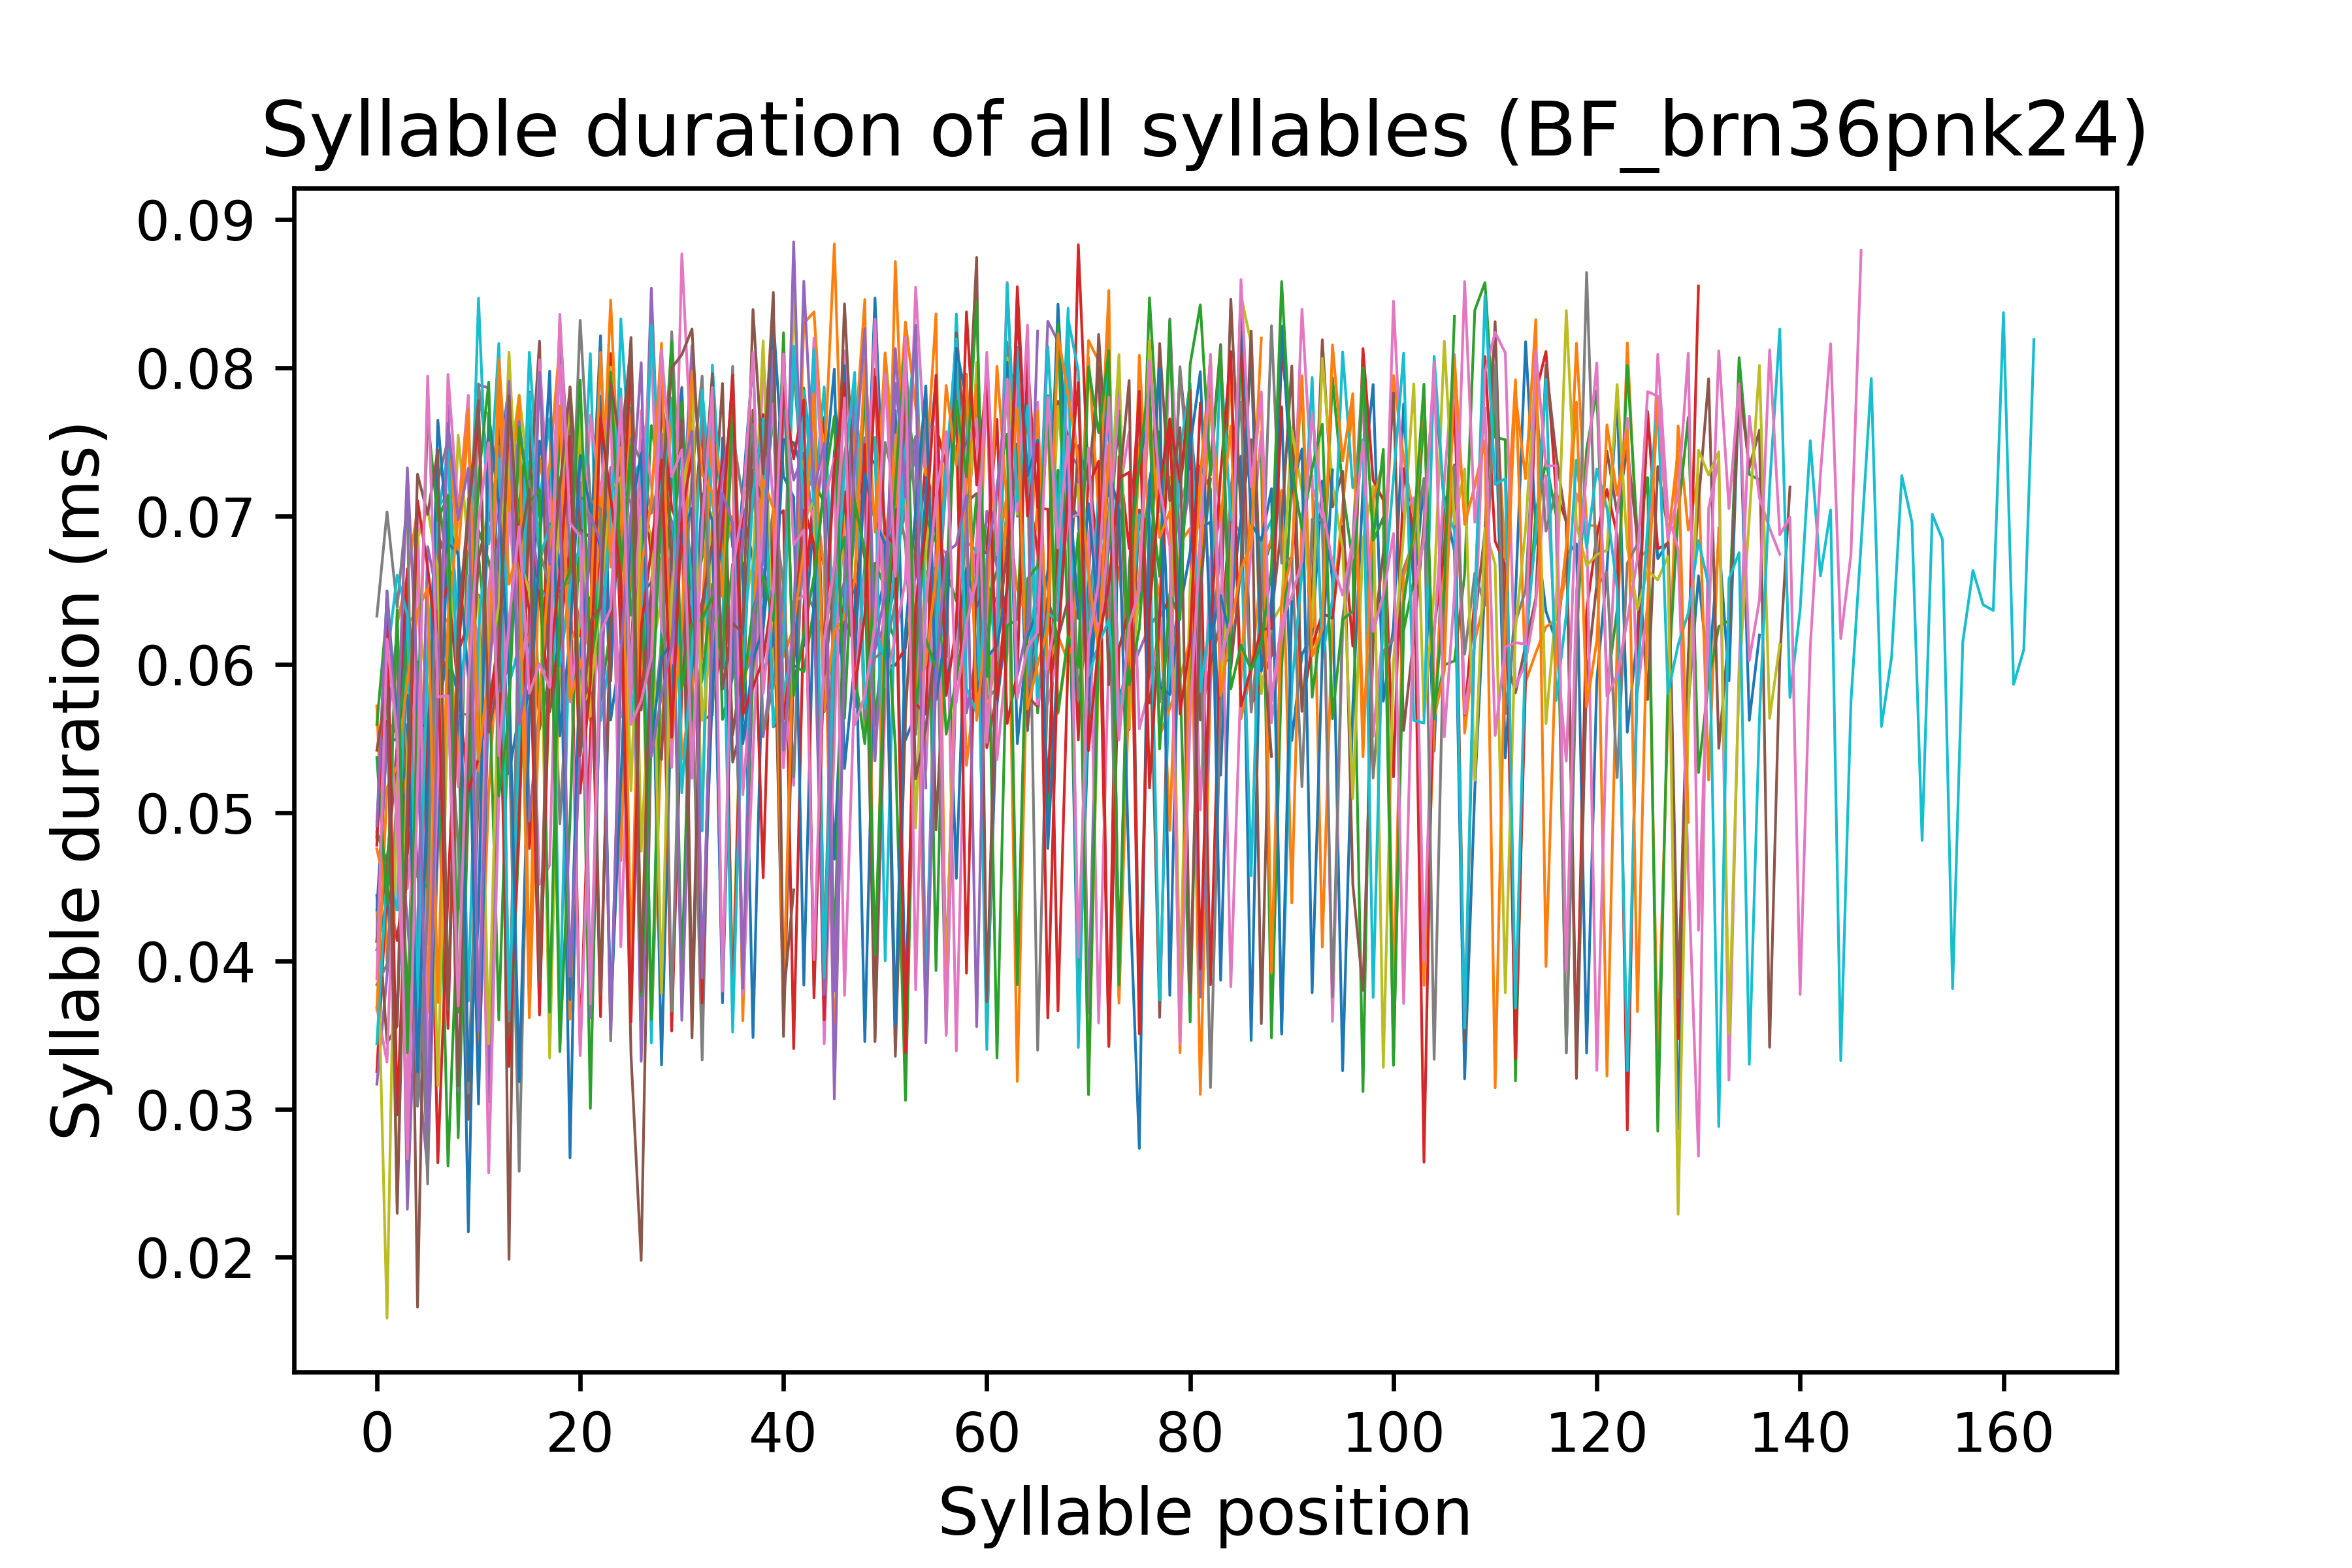 Syllable duration of all syllables (BF_brn36pnk24)
Syllable duration (ms)
0.09
0.08
0.07
0.06
0.05
0.04
0.03
0.02
0 20 40 60 80 100 120 140 160
Syllable position